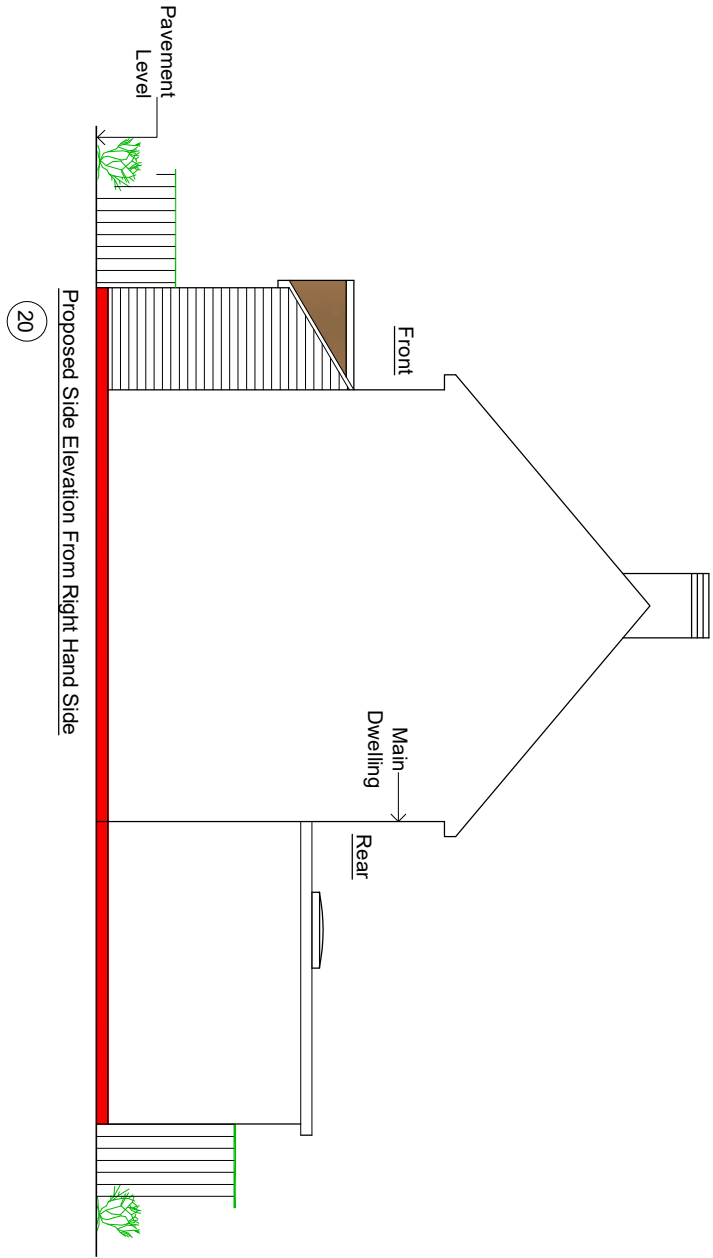 Pavement
Level
Front
Main
Dwelling
Rear
Proposed Side Elevation From Right Hand Side
20